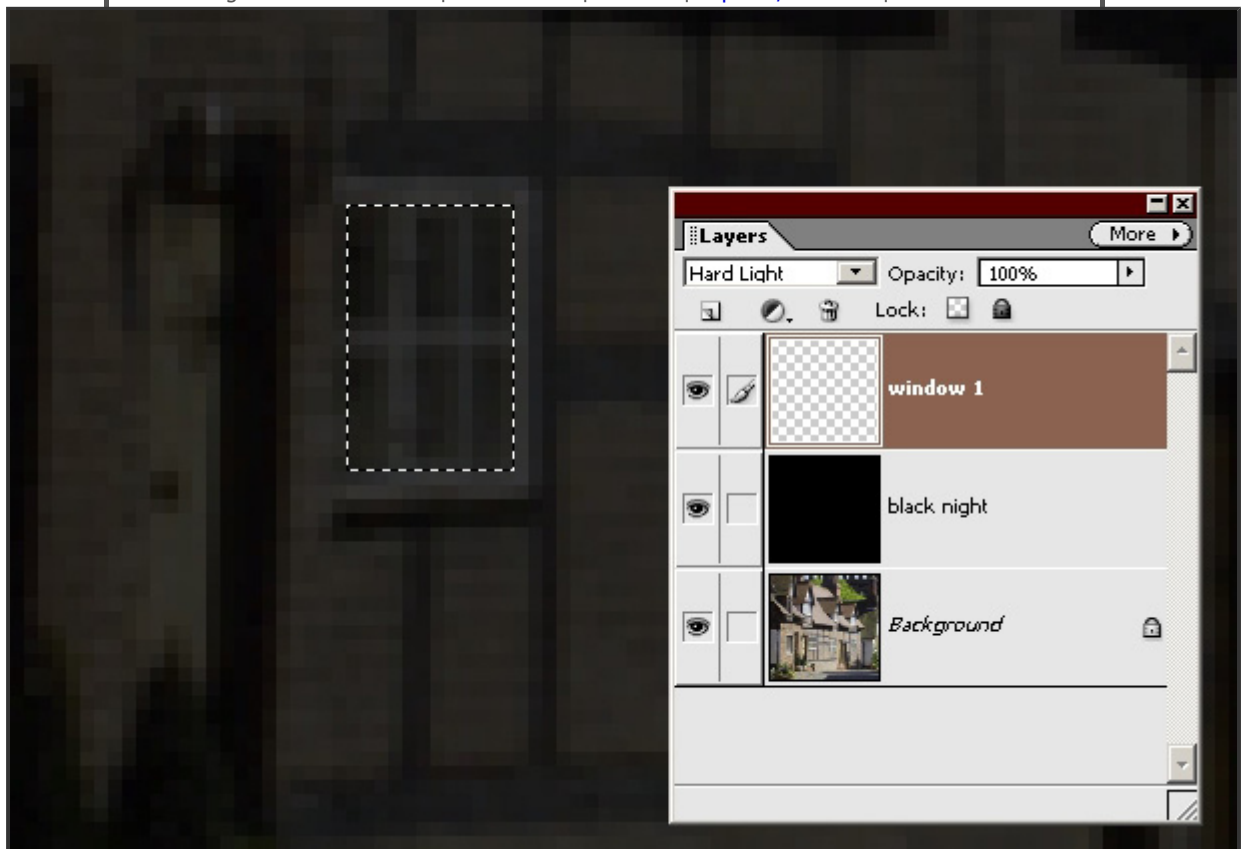 Layers
More
Hard Light Opacity: 100%
Lock:
window 1
black night
Background